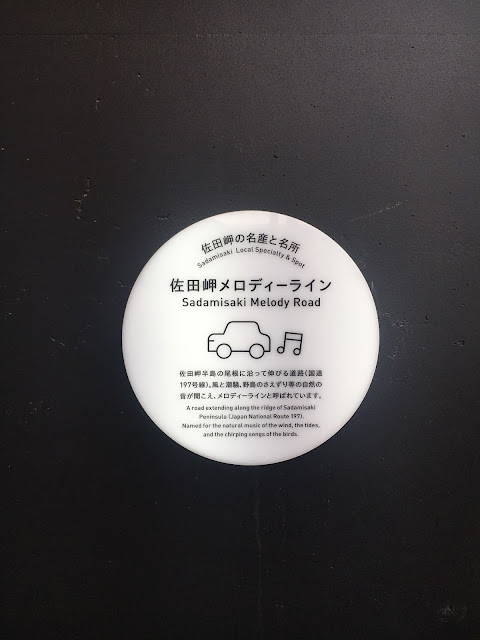 佐田岬の名産と名所
Sadamisaki Local Specialty & Spot
佐田岬メロディーライン
Sadamisaki Melody Road
佐田岬半島の尾根に沿って伸びる道路（国道
197号線）。風と潮騒、野鳥のさえずり等の自然の
音が聞こえ、メロディーラインと呼ばれています。
A road extending along the ridge of Sadamisaki
Peninsula (Japan National Route 197).
Named for the natural music of the wind, the tides,
and the chirping songs of the birds.